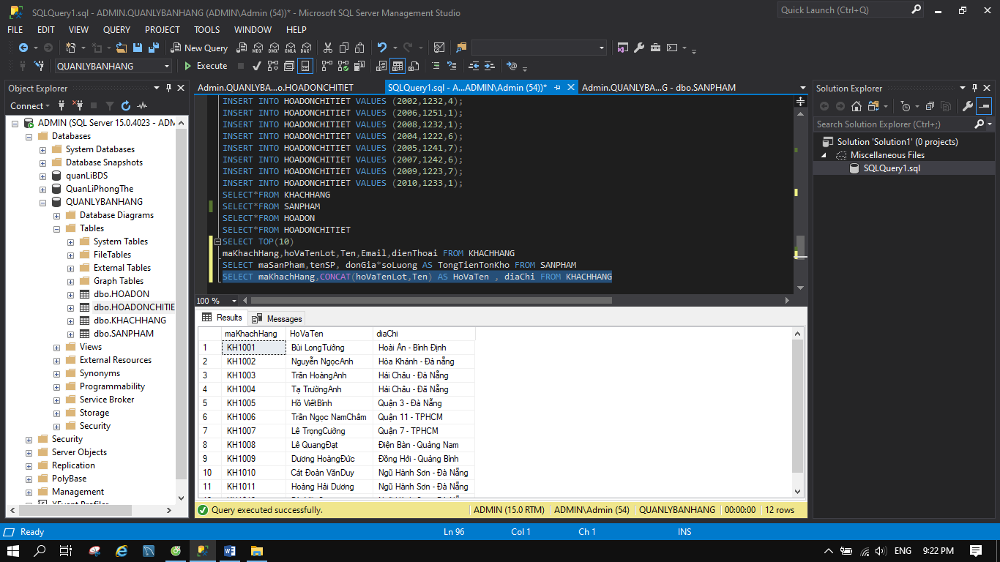 SQLQuery1.sql - ADMIN.QUANLYBANHANG (ADMIN\Admin (54))* - Microsoft SQL Server Management Studio
Quick Launch (Ctrl+Q)
FILE EDIT VIEW QUERY PROJECT TOOLS WINDOW HELP
New Query
MDX DMX XMLA DAX
QUANLYBANHANG
Execute
Object Explorer
Connect
ADMIN (SQL Server 15.0.4023 - ADM
Databases
System Databases
Database Snapshots
quanLiBDS
QuanLiPhongThe
QUANLYBANHANG
Database Diagrams
Tables
System Tables
FileTables
External Tables
Graph Tables
dbo.HOADON
dbo.HOADONCHITIE
dbo.KHACHHANG
dbo.SANPHAM
Views
External Resources
Synonyms
Programmability
Service Broker
Storage
Security
Security
Server Objects
Replication
PolyBase
Management
XEvent Profiler
Admin.QUANLYBA...o.HOADONCHITIET
SQLQuery1.sql - A...ADMIN\Admin (54))*
Admin.QUANLYBA...G - dbo.SANPHAM
INSERT INTO HOADONCHITIET VALUES (2002,1232,4);
INSERT INTO HOADONCHITIET VALUES (2006,1251,1);
INSERT INTO HOADONCHITIET VALUES (2008,1232,1);
INSERT INTO HOADONCHITIET VALUES (2004,1222,6);
INSERT INTO HOADONCHITIET VALUES (2005,1241,7);
INSERT INTO HOADONCHITIET VALUES (2007,1242,6);
INSERT INTO HOADONCHITIET VALUES (2009,1223,7);
INSERT INTO HOADONCHITIET VALUES (2010,1233,1);
SELECT*FROM KHACHHANG
SELECT*FROM SANPHAM
SELECT*FROM HOADON
SELECT*FROM HOADONCHITIET
SELECT TOP(10)
maKhachHang,hoVaTenLot,Ten,Email,dienThoai FROM KHACHHANG
SELECT maSanPham,tenSP, donGia*soLuong AS TongTienTonKho FROM SANPHAM
SELECT maKhachHang,CONCAT(hoVaTenLot,Ten) AS HoVaTen , diaChi FROM KHACHHANG
100 %
Results Messages
maKhachHang HoVaTen diaChi
1 KH1001 Bùi LongTưởng Hoài Ân - Bình Định
2 KH1002 Nguyễn NgọcAnh Hòa Khánh - Đà nẵng
3 KH1003 Trần HoàngAnh Hải Châu - Đà Nẵng
4 KH1004 Tạ TrườngAnh Hải Châu - Đã Nẵng
5 KH1005 Hồ ViếtBình Quận 3 - Đà Nẵng
6 KH1006 Trần Ngọc NamChâm Quận 11 - TPHCM
7 KH1007 Lê TrọngCường Quận 7 - TPHCM
8 KH1008 Lê QuangĐạt Điện Bàn - Quảng Nam
9 KH1009 Dương HoàngĐức Đồng Hới - Quảng Bình
10 KH1010 Cát Đoàn VănDuy Ngũ Hành Sơn - Đà Nẵng
11 KH1011 Hoàng Hải Dương Ngũ Hành Sơn - Đà Nẵng
Query executed successfully.
ADMIN (15.0 RTM) ADMIN\Admin (54) QUANLYBANHANG 00:00:00 12 rows
Solution Explorer
Search Solution Explorer (Ctrl+;)
Solution 'Solution1' (0 projects)
Miscellaneous Files
SQLQuery1.sql
Ready Ln 96 Col 1 Ch 1 INS
ENG 9:22 PM